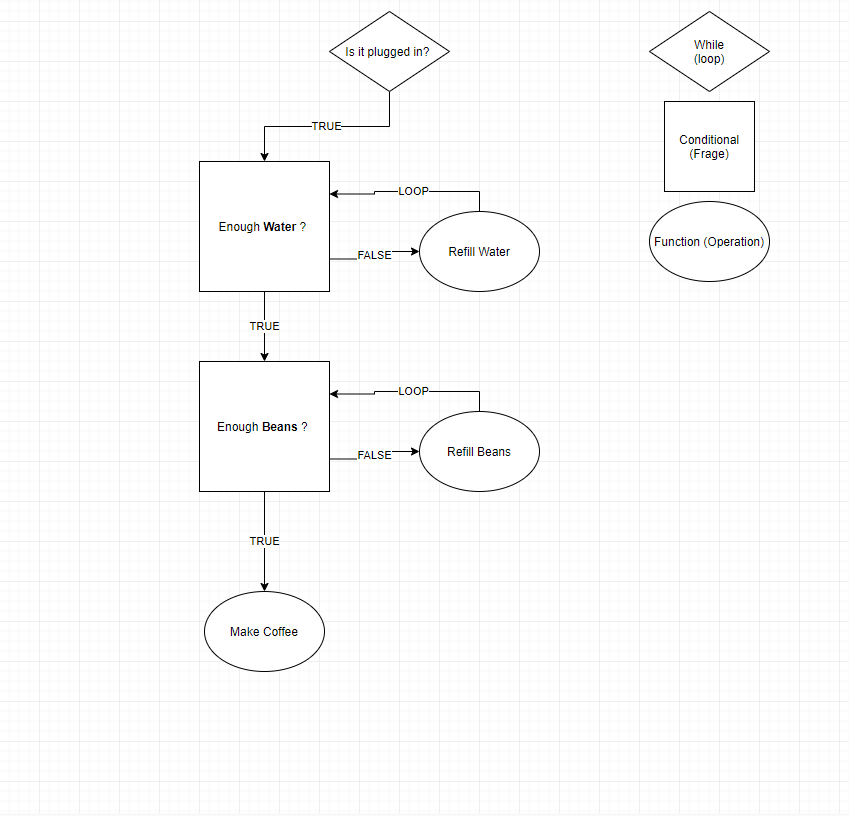 Is it plugged in?
While
(loop)
TRUE
Conditional
(Frage)
LOOP
Enough Water ?
FALSE
Refill Water
Function (Operation)
TRUE
LOOP
Enough Beans ?
FALSE
Refill Beans
TRUE
Make Coffee